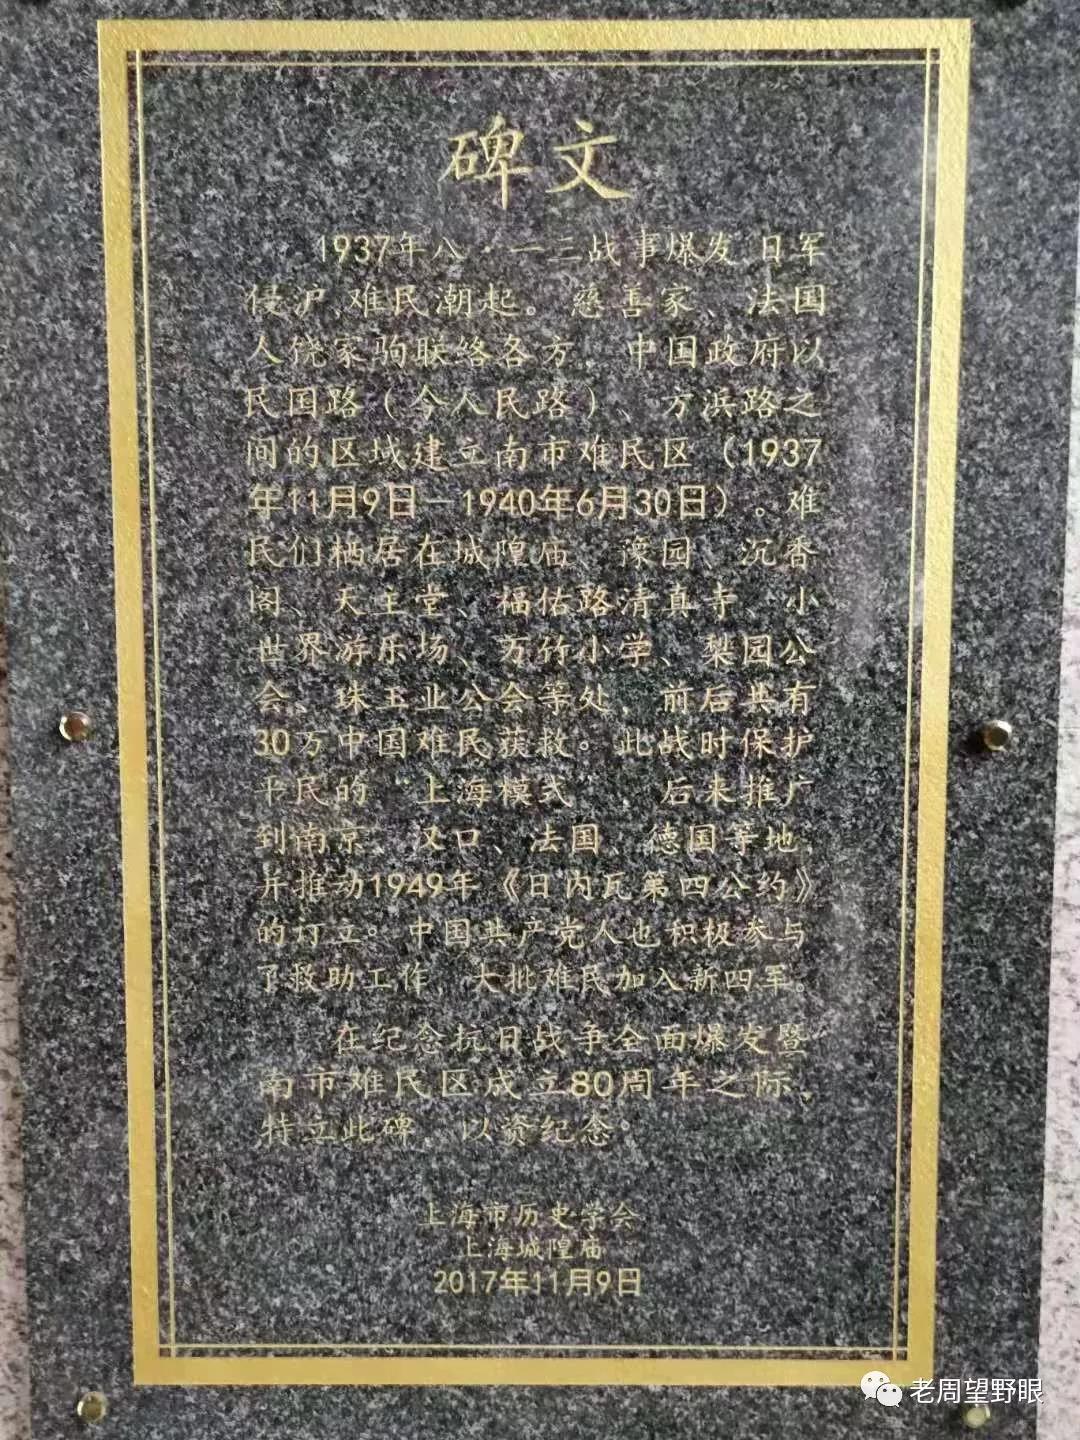 碑文
1937年八·一三战事爆发,日军
侵沪,难民潮起。慈善家、法国
人饶家驹联络各方,中国政府以
民国路(今人民路)、方浜路之
间的区域建立南市难民区(1937
年11月9日—1940年6月30日)。难
民们栖居在城隍庙、豫园、沉香
阁、天主堂、福佑路清真寺、小
世界游乐场、万竹小学、梨园公
会、珠玉业公会等处,前后共有
30万中国难民获救。此战时保护
平民的“上海模式”后来推广
到南京、汉口、法国、德国等地,
并推动1949年《日内瓦第四公约》
的订立。中国共产党人也积极参与
了救助工作,大批难民加入新四军。
在纪念抗日战争全面爆发暨
南市难民区成立80周年之际、
特立此碑,以资纪念。
上海市历史学会
上海城隍庙
2017年11月9日
老周望野眼